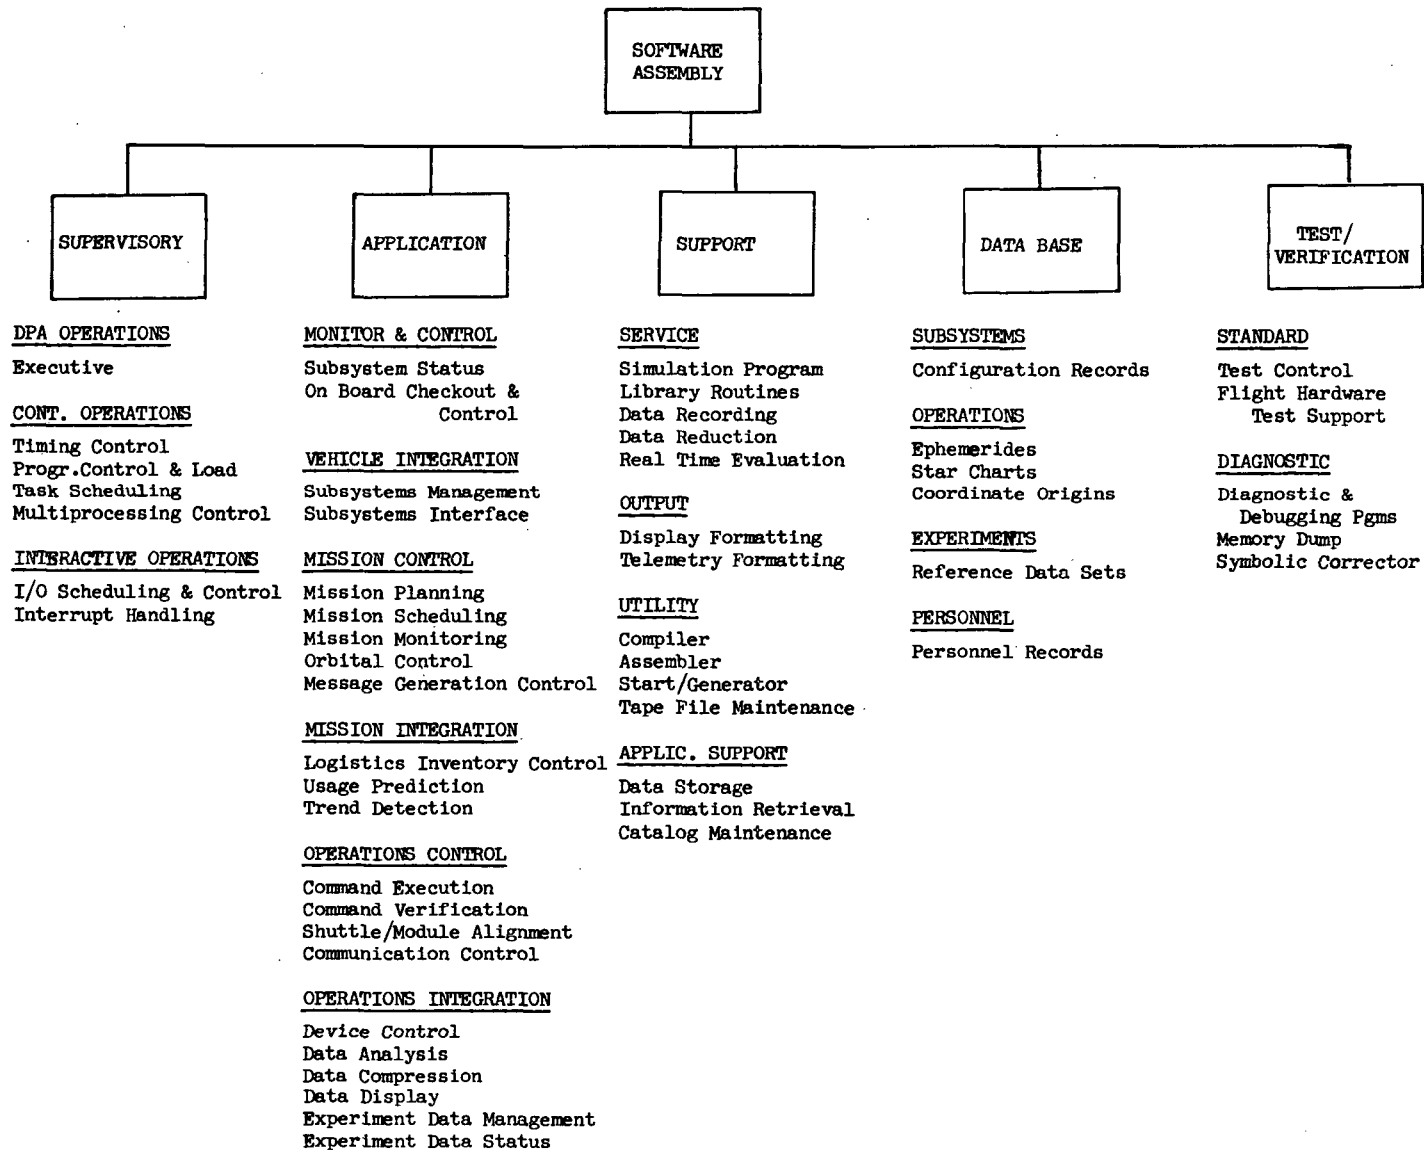 SOFTWARE
ASSEMBLY
SUPERVISORY
APPLICATION
SUPPORT
DATA BASE
TEST/
VERIFICATION
DPA OPERATIONS
Executive
CONT. OPERATIONS
Timing Control
Progr.Control & Load
Task Scheduling
Multiprocessing Control
INTERACTIVE OPERATIONS
I/O Scheduling & Control
Interrupt Handling
MONITOR & CONTROL
Subsystem Status
On Board Checkout &
Control
VEHICLE INTEGRATION
Subsystems Management
Subsystems Interface
MISSION CONTROL
Mission Planning
Mission Scheduling
Mission Monitoring
Orbital Control
Message Generation Control
MISSION INTEGRATION
Logistics Inventory Control
Usage Prediction
Trend Detection
OPERATIONS CONTROL
Command Execution
Command Verification
Shuttle/Module Alignment
Communication Control
OPERATIONS INTEGRATION
Device Control
Data Analysis
Data Compression
Data Display
Experiment Data Management
Experiment Data Status
SERVICE
Simulation Program
Library Routines
Data Recording
Data Reduction
Real Time Evaluation
OUTPUT
Display Formatting
Telemetry Formatting
UTILITY
Compiler
Assembler
Start/Generator
Tape File Maintenance
APPLIC. SUPPORT
Data Storage
Information Retrieval
Catalog Maintenance
SUBSYSTEMS
Configuration Records
OPERATIONS
Ephemerides
Star Charts
Coordinate Origins
EXPERIMENTS
Reference Data Sets
PERSONNEL
Personnel Records
STANDARD
Test Control
Flight Hardware
Test Support
DIAGNOSTIC
Diagnostic &
Debugging Pgms
Memory Dump
Symbolic Corrector